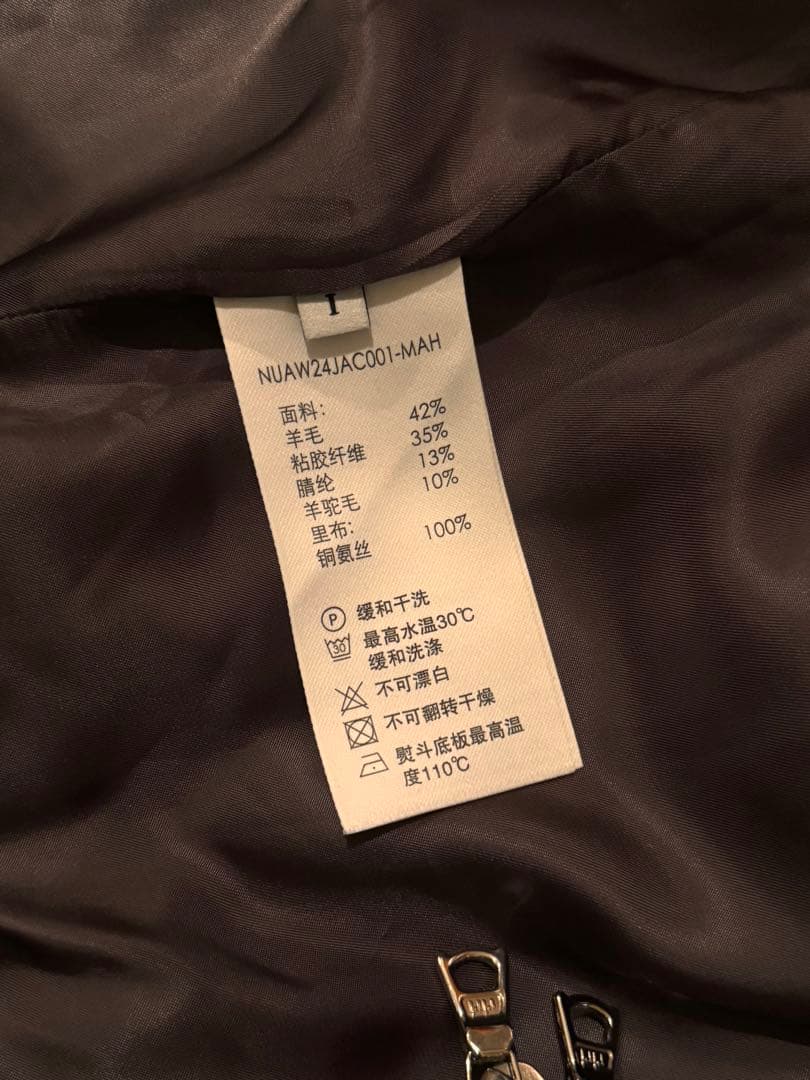 I
NUAW24JAC001-MAH
面料:
羊毛 42%
粘胶纤维 35%
腈纶 13%
羊驼毛 10%
里布:
铜氨丝 100%
P 缓和干洗
30 最高水温30℃
缓和洗涤
不可漂白
不可翻转干燥
熨斗底板最高温
度110℃